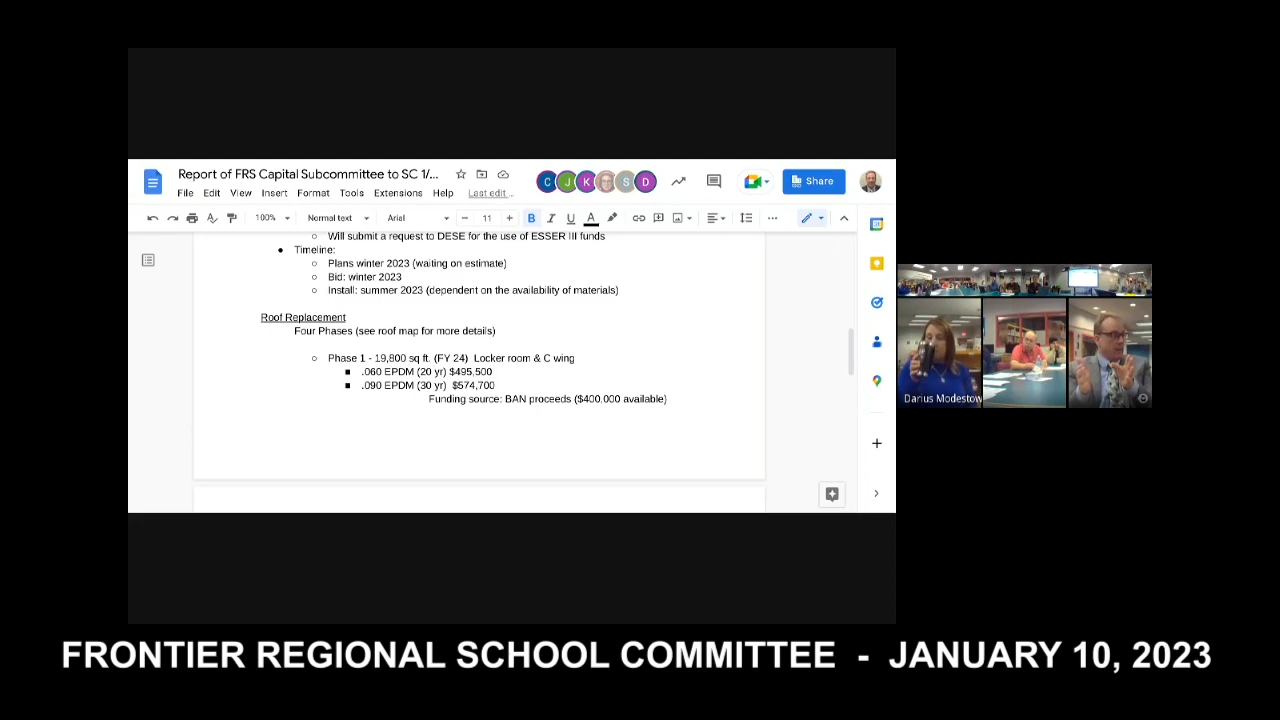 Report of FRS Capital Subcommittee to SC 1/...
File Edit View Insert Format Tools Extensions Help Last edit...
C J K S D
Share
100% Normal text Arial 11 B I U A
Will submit a request to DESE for the use of ESSER III funds
Timeline:
Plans winter 2023 (waiting on estimate)
Bid: winter 2023
Install: summer 2023 (dependent on the availability of materials)
Roof Replacement
Four Phases (see roof map for more details)
Phase 1 - 19,800 sq ft. (FY 24) Locker room & C wing
.060 EPDM (20 yr) $495,500
.090 EPDM (30 yr) $574,700
Funding source: BAN proceeds ($400,000 available)
Darius Modestow
FRONTIER REGIONAL SCHOOL COMMITTEE - JANUARY 10, 2023